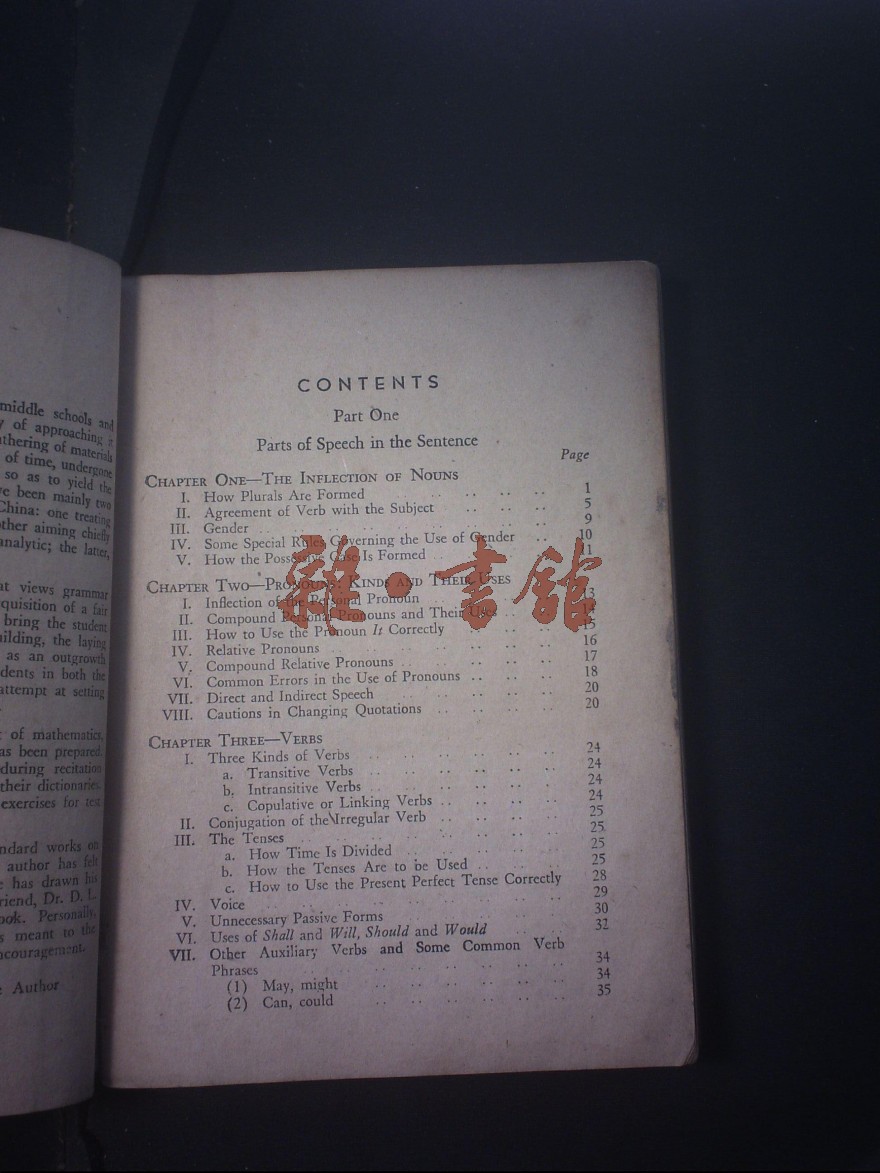 middle schools and
of approaching it
thering of materials
of time, undergone
so as to yield the
been mainly two
China: one treating
other aiming chiefly
analytic; the latter,
at views grammar
quisition of a fair
bring the student
uilding, the laying
as an outgrowth
dents in both the
attempt at setting
of mathematics,
as been prepared.
during recitation
their dictionaries.
exercises for test
ndard works on
author has felt
has drawn his
riend, Dr. D. L.
ook. Personally,
meant to the
ncouragement.
Author
CONTENTS
Part One
Parts of Speech in the Sentence
Page
CHAPTER ONE—THE INFLECTION OF NOUNS
I. How Plurals Are Formed 1
II. Agreement of Verb with the Subject 5
III. Gender 9
IV. Some Special Rules Governing the Use of Gender 10
V. How the Possessive Case Is Formed 11
CHAPTER TWO—PRONOUNS: KINDS AND THEIR USES
I. Inflection of the Personal Pronoun 13
II. Compound Personal Pronouns and Their Uses 14
III. How to Use the Pronoun It Correctly 15
IV. Relative Pronouns 16
V. Compound Relative Pronouns 17
VI. Common Errors in the Use of Pronouns 18
VII. Direct and Indirect Speech 20
VIII. Cautions in Changing Quotations 20
CHAPTER THREE—VERBS
I. Three Kinds of Verbs 24
a. Transitive Verbs 24
b. Intransitive Verbs 24
c. Copulative or Linking Verbs 24
II. Conjugation of the Irregular Verb 25
III. The Tenses 25
a. How Time Is Divided 25
b. How the Tenses Are to be Used 25
c. How to Use the Present Perfect Tense Correctly 28
IV. Voice 29
V. Unnecessary Passive Forms 30
VI. Uses of Shall and Will, Should and Would 32
VII. Other Auxiliary Verbs and Some Common Verb
Phrases 34
(1) May, might 34
(2) Can, could 35
雜·書館